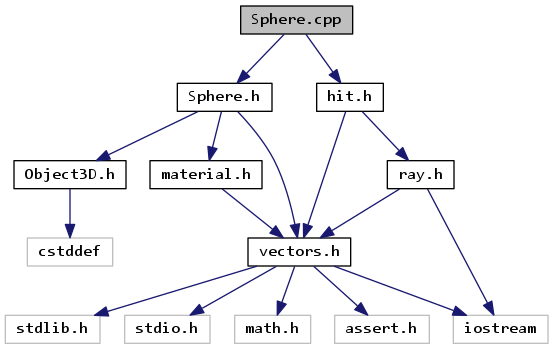 Sphere.cpp
Sphere.h
hit.h
Object3D.h
material.h
ray.h
cstddef
vectors.h
stdlib.h
stdio.h
math.h
assert.h
iostream